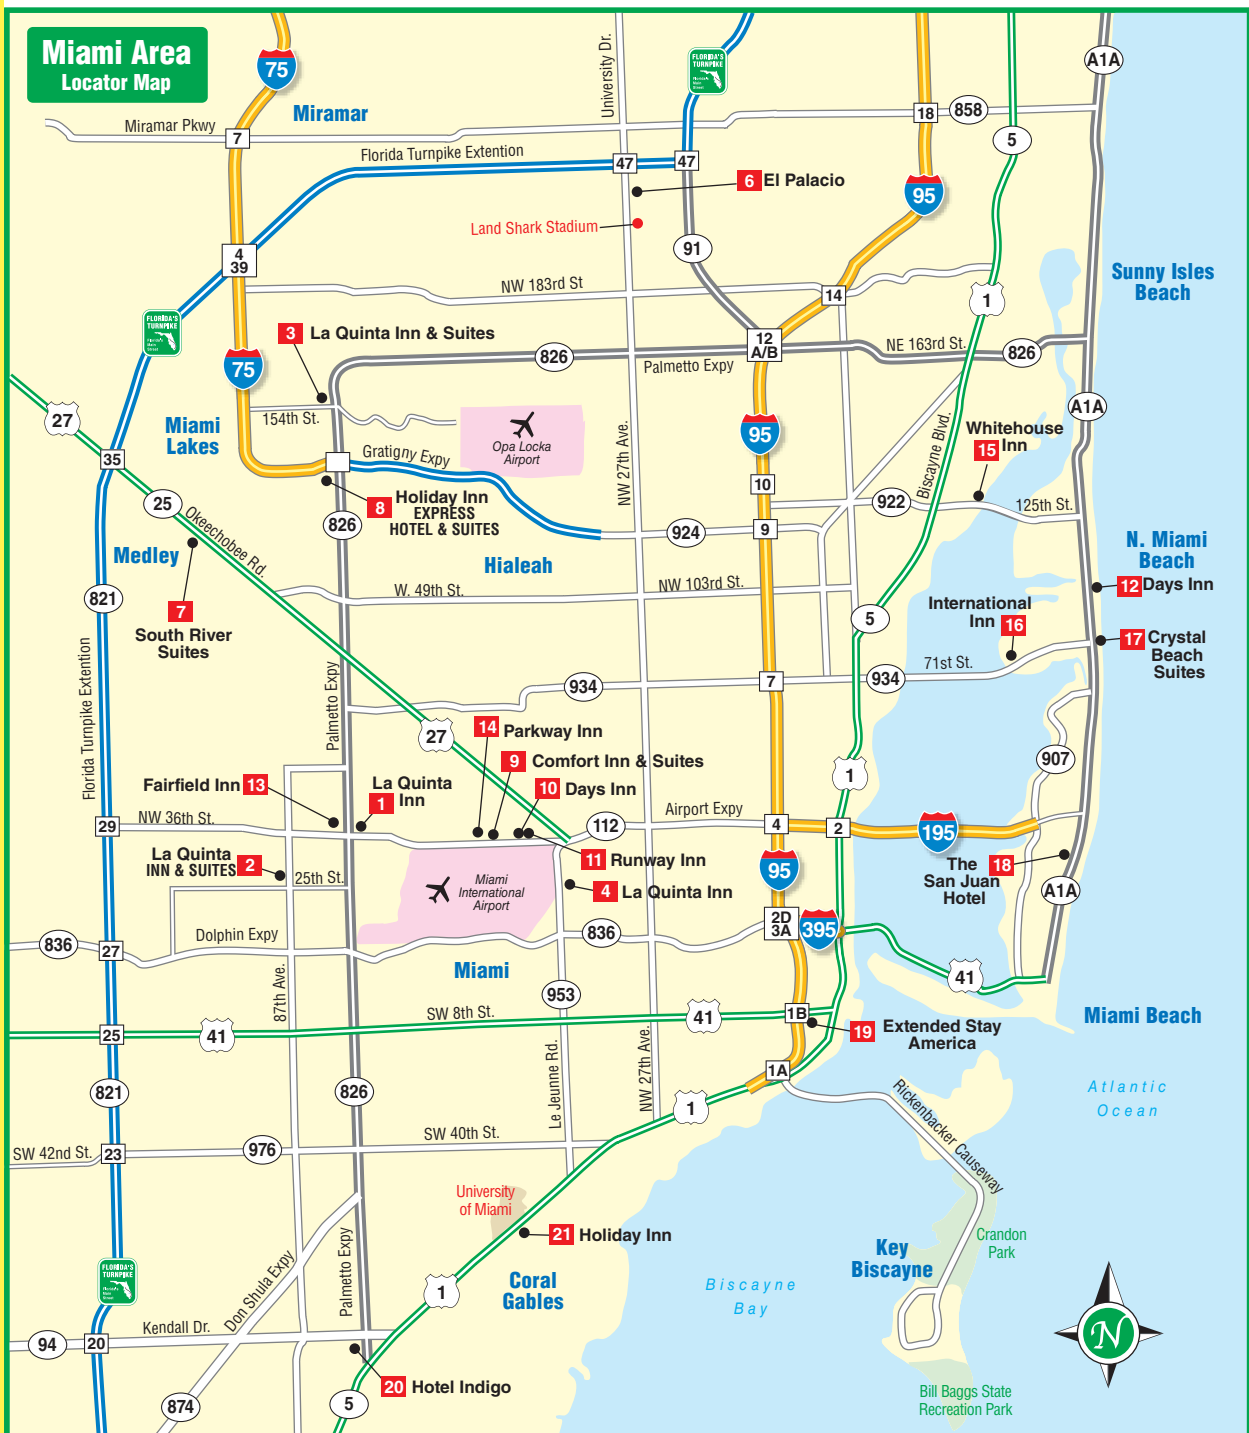 Miami Area
Locator Map
75
Miramar
University Dr.
FLORIDA'S
TURNPIKE
Florida's
Main
Street
A1A
18
858
Miramar Pkwy
7
5
Florida Turnpike Extention
47
47
6
El Palacio
95
Land Shark Stadium
91
4
39
Sunny Isles
Beach
NW 183rd St
14
1
FLORIDA'S
TURNPIKE
Florida's
Main
Street
3
La Quinta Inn & Suites
12
A/B
NE 163rd St.
826
826
Palmetto Expy
75
27
154th St.
Miami
Lakes
A1A
95
Opa Locka
Airport
NW 27th Ave.
Biscayne Blvd.
Whitehouse
15
Inn
35
Gratigny Expy
10
25
Okeechobee Rd.
8
Holiday Inn
EXPRESS
HOTEL & SUITES
922
125th St.
826
924
9
Medley
Hialeah
N. Miami
Beach
W. 49th St.
NW 103rd St.
12
Days Inn
821
7
South River
Suites
International
Inn
16
5
17
Crystal
Beach
Suites
71st St.
934
7
934
Florida Turnpike Extention
Palmetto Expy
27
14
Parkway Inn
9
Comfort Inn & Suites
907
Fairfield Inn
13
La Quinta
1
Inn
10
Days Inn
1
29
NW 36th St.
112
Airport Expy
4
2
195
La Quinta
INN & SUITES
2
25th St.
11
Runway Inn
95
The
San Juan
Hotel
18
Miami
International
Airport
4
La Quinta Inn
A1A
2D
3A
395
836
27
Dolphin Expy
836
Miami
41
87th Ave.
953
25
41
SW 8th St.
41
1B
19
Extended Stay
America
Miami Beach
1A
821
826
Le Jeunne Rd.
NW 27th Ave.
1
Rickenbacker Causeway
Atlantic
Ocean
SW 42nd St.
23
976
SW 40th St.
University
of Miami
21
Holiday Inn
Crandon
Park
Key
Biscayne
FLORIDA'S
TURNPIKE
Florida's
Main
Street
Don Shula Expy
Palmetto Expy
1
Coral
Gables
Biscayne
Bay
N
94
20
Kendall Dr.
20
Hotel Indigo
874
5
Bill Baggs State
Recreation Park